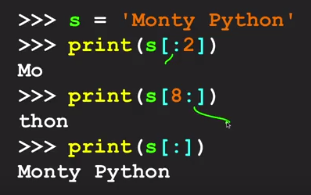 >>> s = 'Monty Python'
>>> print(s[:2])
Mo
>>> print(s[8:])
thon
>>> print(s[:])
Monty Python